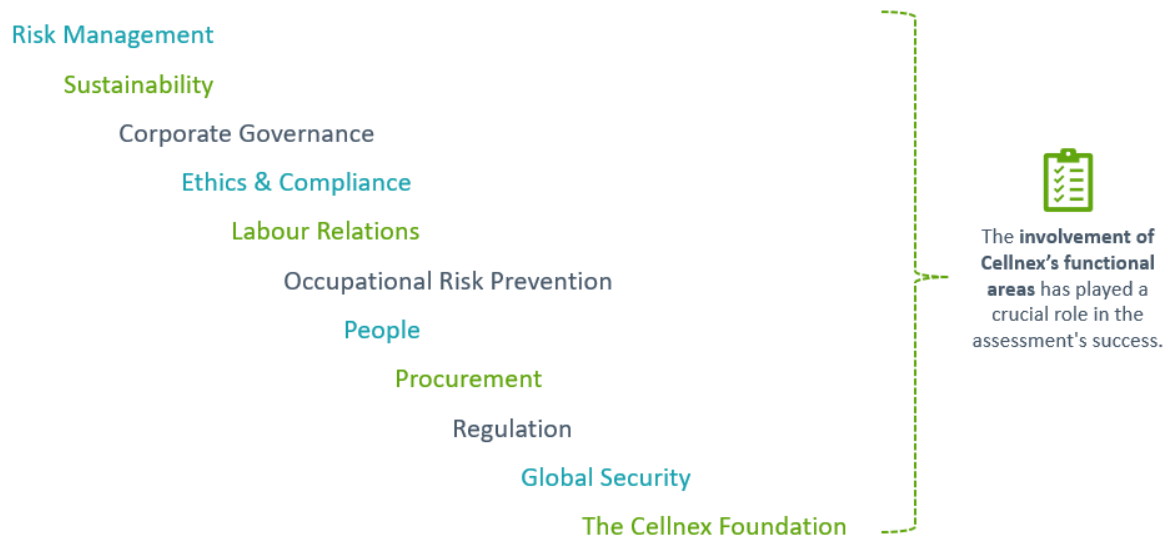 Risk Management
Sustainability
Corporate Governance
Ethics & Compliance
Labour Relations
Occupational Risk Prevention
People
Procurement
Regulation
Global Security
The Cellnex Foundation
The involvement of
Cellnex’s functional
areas has played a
crucial role in the
assessment's success.